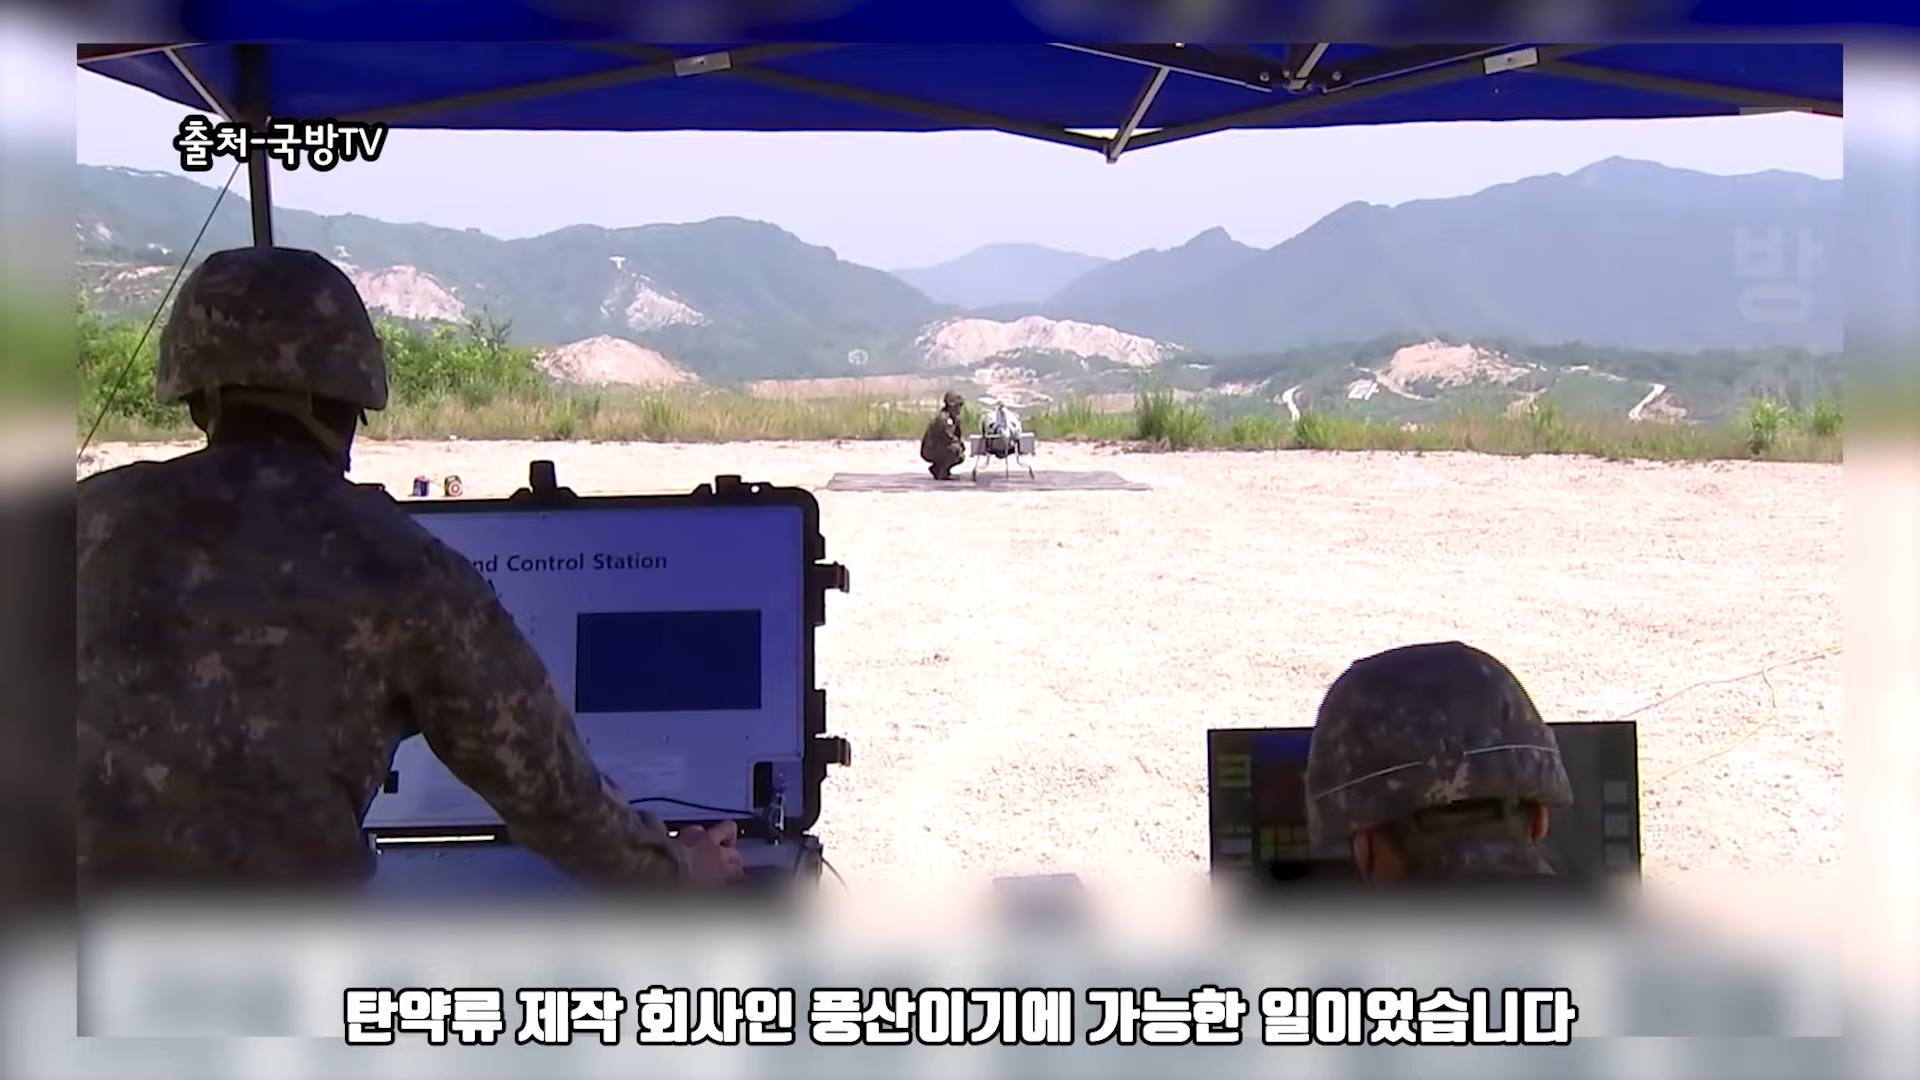 출처-국방TV
방
nd Control Station
탄약류 제작 회사인 풍산이기에 가능한 일이었습니다